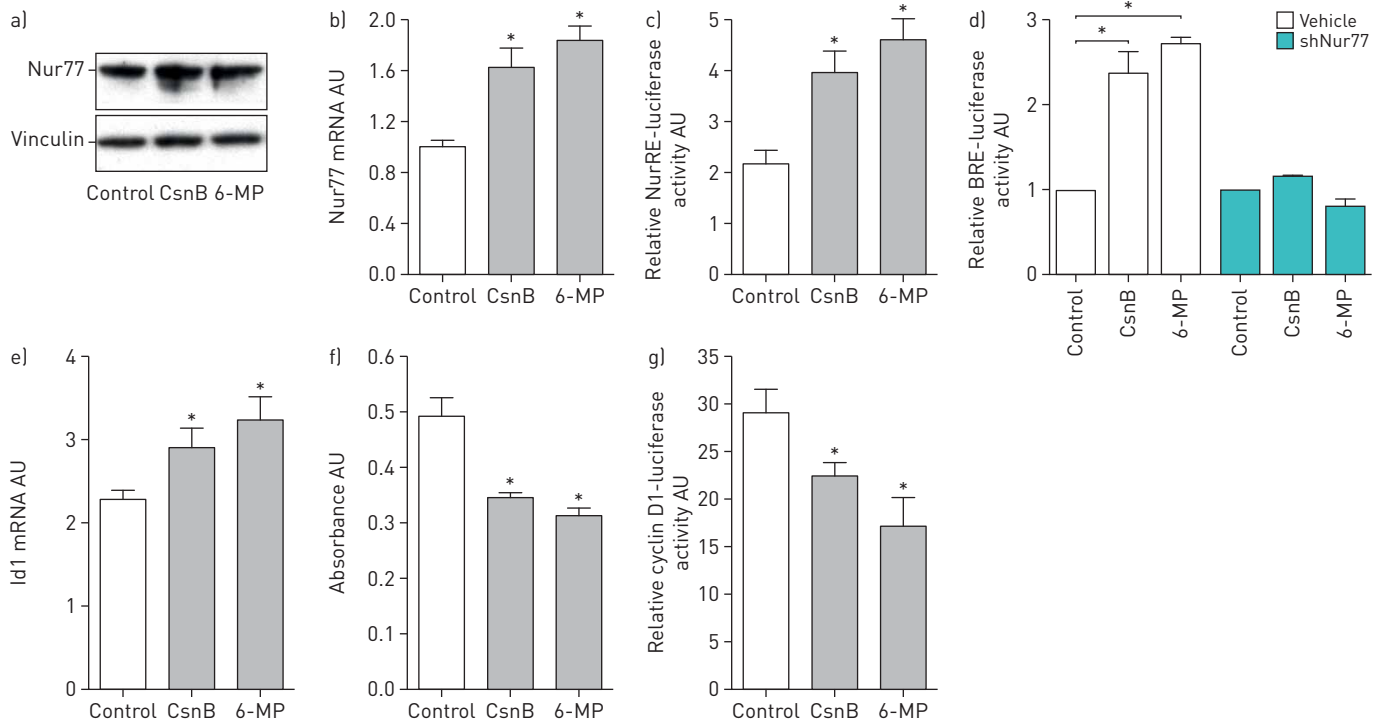 a)
Nur77
Vinculin
Control CsnB 6-MP
b)
Nur77 mRNA AU
2.0
1.6
1.2
0.8
0.4
0.0
*
*
Control CsnB 6-MP
c)
Relative NurRE-luciferase
activity AU
5
4
3
2
1
0
*
*
Control CsnB 6-MP
d)
Relative BRE-luciferase
activity AU
3
2
1
0
*
*
Vehicle
shNur77
Control
CsnB
6-MP
Control
CsnB
6-MP
e)
Id1 mRNA AU
4
3
2
1
0
*
*
Control CsnB 6-MP
f)
Absorbance AU
0.6
0.5
0.4
0.3
0.2
0.1
0.0
*
*
Control CsnB 6-MP
g)
Relative cyclin D1-luciferase
activity AU
35
30
25
20
15
10
5
0
*
*
Control CsnB 6-MP